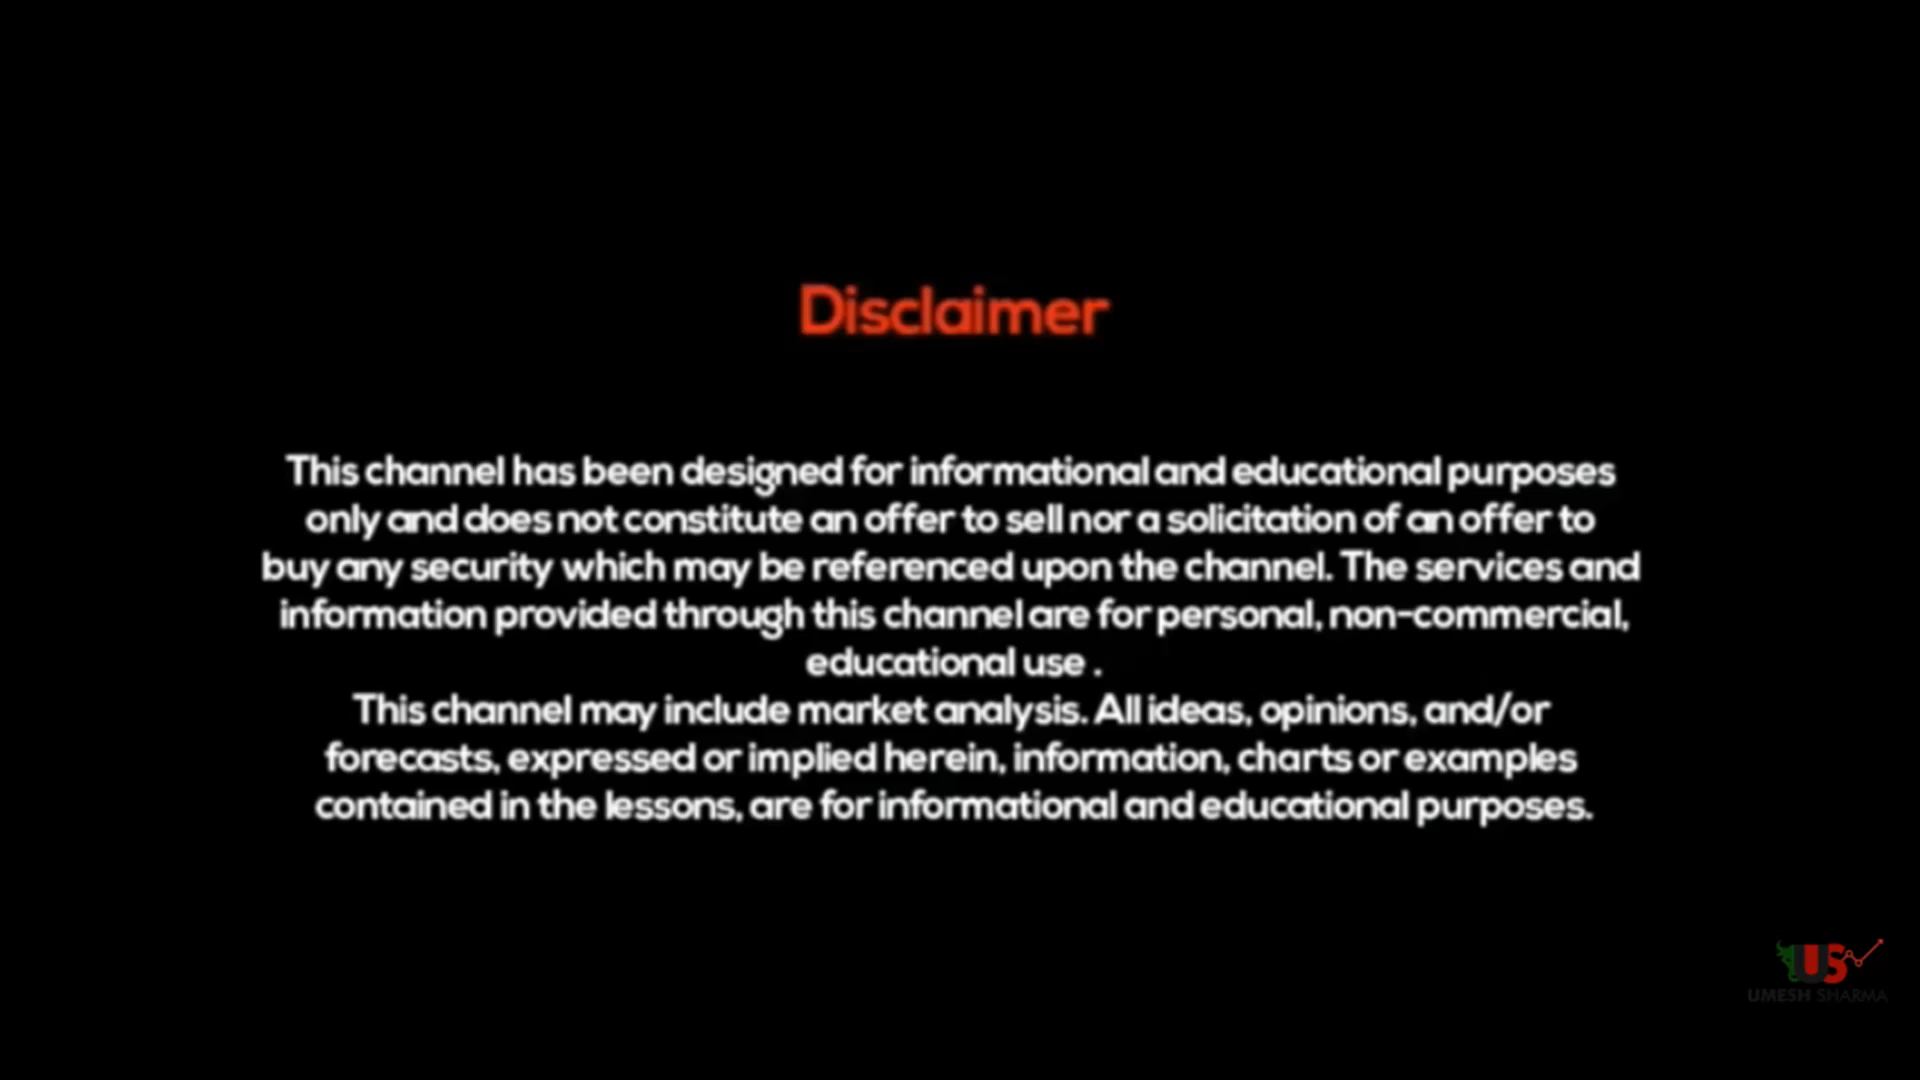 Disclaimer
This channel has been designed for informational and educational purposes
only and does not constitute an offer to sell nor a solicitation of an offer to
buy any security which may be referenced upon the channel. The services and
information provided through this channel are for personal, non-commercial,
educational use .
This channel may include market analysis. All ideas, opinions, and/or
forecasts, expressed or implied herein, information, charts or examples
contained in the lessons, are for informational and educational purposes.
US
UMESH SHARMA